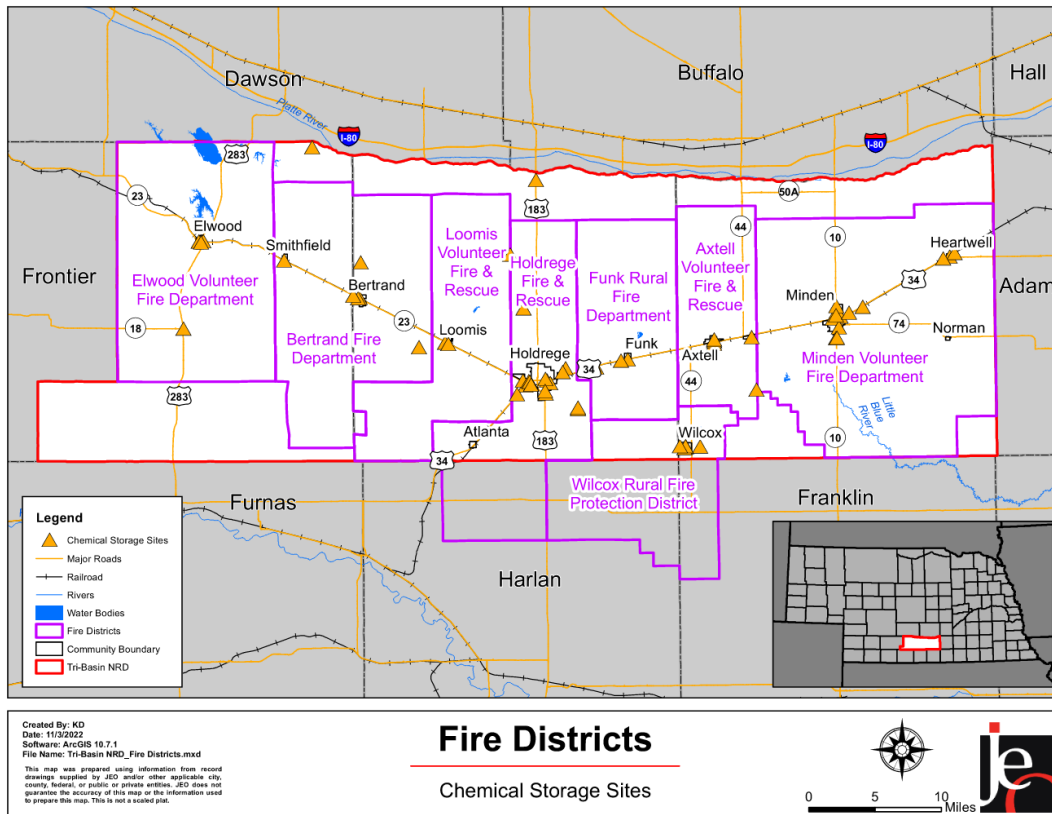 Dawson
Buffalo
Hall
Platte River
I-80
I-80
283
23
50A
183
44
10
Elwood
Smithfield
Loomis
Volunteer
Fire &
Rescue
Holdrege
Fire &
Rescue
Funk Rural
Fire
Department
Axtell
Volunteer
Fire &
Rescue
Heartwell
34
Frontier
Elwood Volunteer
Fire Department
Bertrand
Adams
Minden
18
23
Bertrand Fire
Department
Loomis
74
Norman
Holdrege
34
Funk
Axtell
Minden Volunteer
Fire Department
283
44
Little
Blue
River
Atlanta
34
183
Wilcox
10
Wilcox Rural Fire
Protection District
Furnas
Franklin
Harlan
Legend
Chemical Storage Sites
Major Roads
Railroad
Rivers
Water Bodies
Fire Districts
Community Boundary
Tri-Basin NRD
Created By: KD
Date: 11/3/2022
Software: ArcGIS 10.7.1
File Name: Tri-Basin NRD_Fire Districts.mxd
This map was prepared using information from record
drawings supplied by JEO and/or other applicable city,
county, federal, or public or private entities. JEO does not
guarantee the accuracy of this map or the information used
to prepare this map. This is not a scaled plat.
Fire Districts
Chemical Storage Sites
0 5 10
Miles
jeo